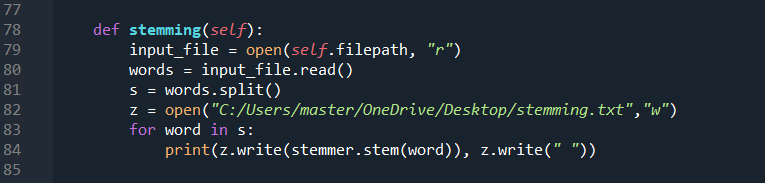 77
78 def stemming(self):
79 input_file = open(self.filepath, "r")
80 words = input_file.read()
81 s = words.split()
82 z = open("C:/Users/master/OneDrive/Desktop/stemming.txt","w")
83 for word in s:
84 print(z.write(stemmer.stem(word)), z.write(" "))
85